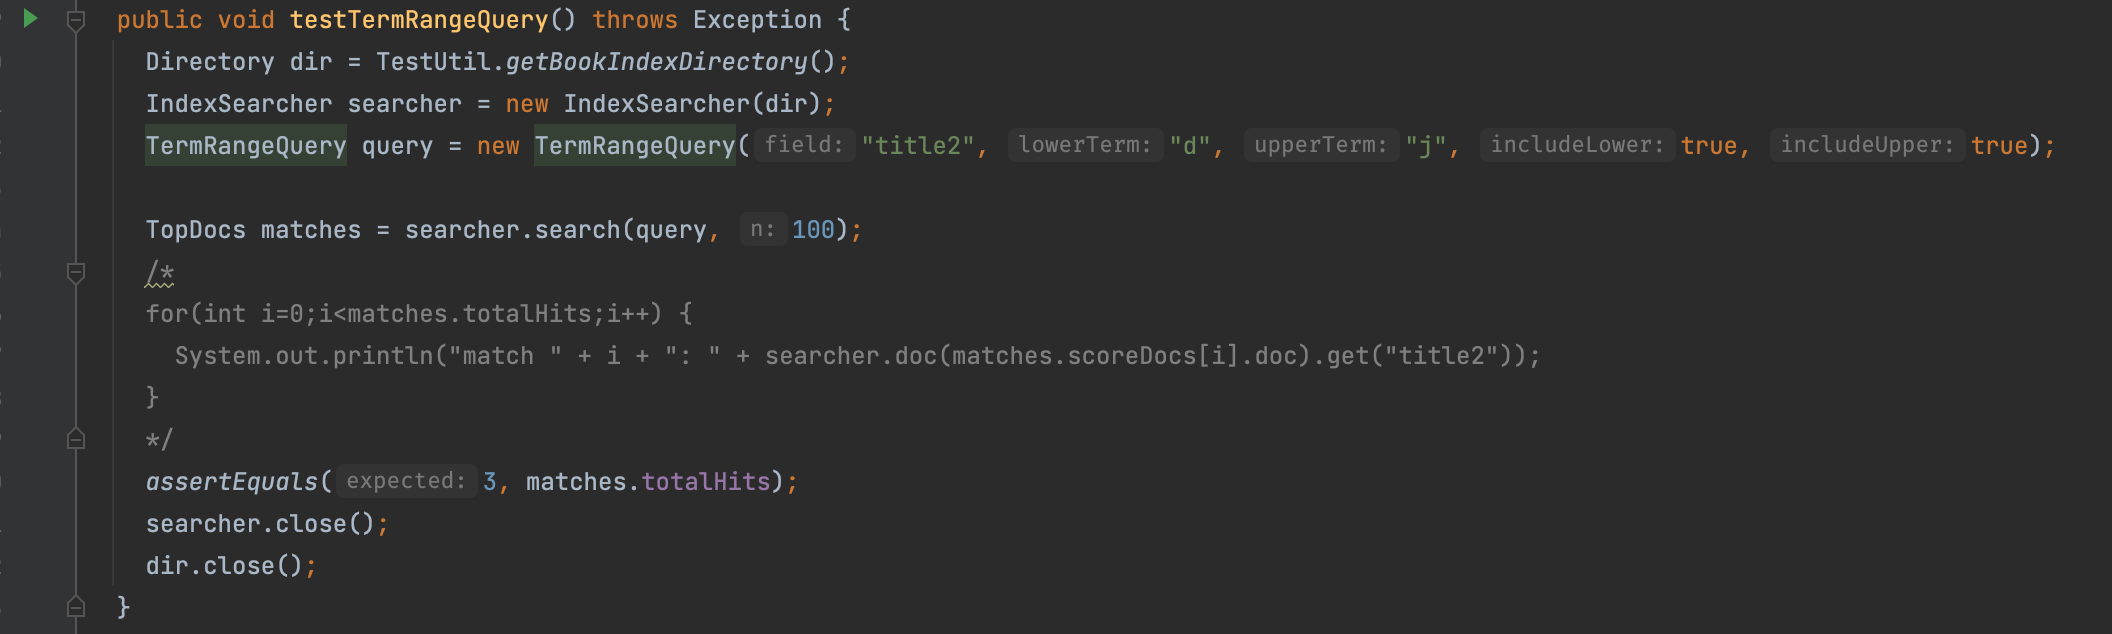 public void testTermRangeQuery() throws Exception {
Directory dir = TestUtil.getBookIndexDirectory();
IndexSearcher searcher = new IndexSearcher(dir);
TermRangeQuery query = new TermRangeQuery( field: "title2", lowerTerm: "d", upperTerm: "j", includeLower: true, includeUpper: true);
TopDocs matches = searcher.search(query, n: 100);
/*
for(int i=0;i<matches.totalHits;i++) {
System.out.println("match " + i + ": " + searcher.doc(matches.scoreDocs[i].doc).get("title2"));
}
*/
assertEquals( expected: 3, matches.totalHits);
searcher.close();
dir.close();
}